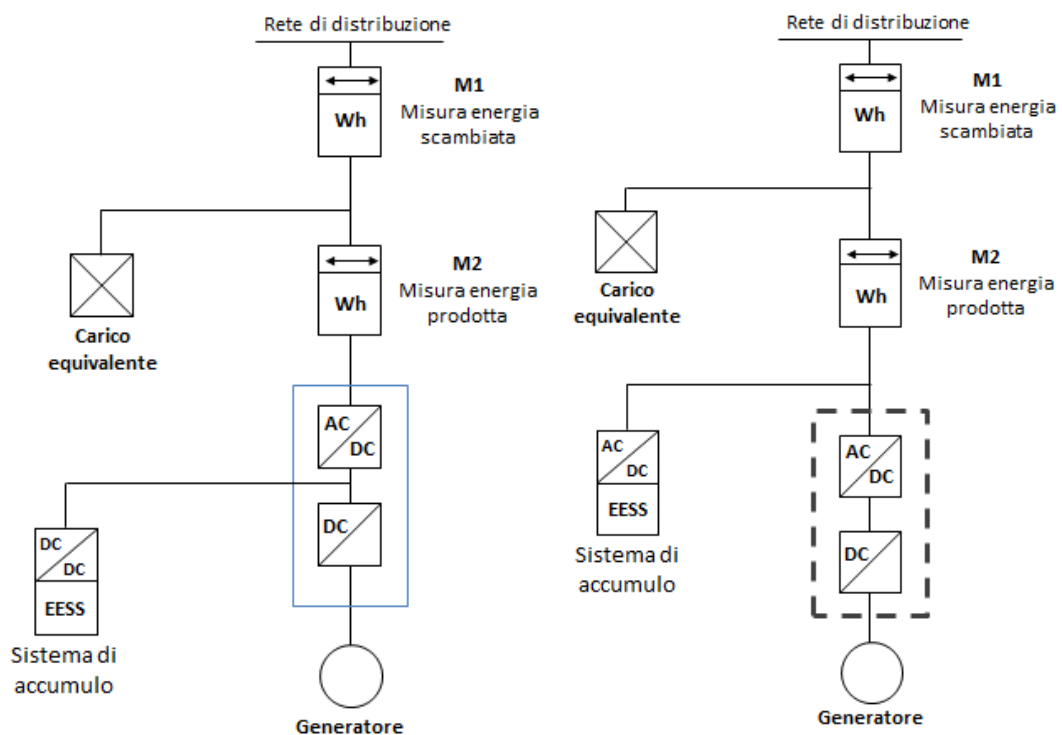 Rete di distribuzione
M1
Misura energia
scambiata
Wh
M2
Misura energia
prodotta
Wh
Carico
equivalente
AC
DC
DC
DC
DC
EESS
Sistema di
accumulo
Generatore
Rete di distribuzione
M1
Misura energia
scambiata
Wh
M2
Misura energia
prodotta
Wh
Carico
equivalente
AC
DC
AC
DC
EESS
DC
Sistema di
accumulo
Generatore